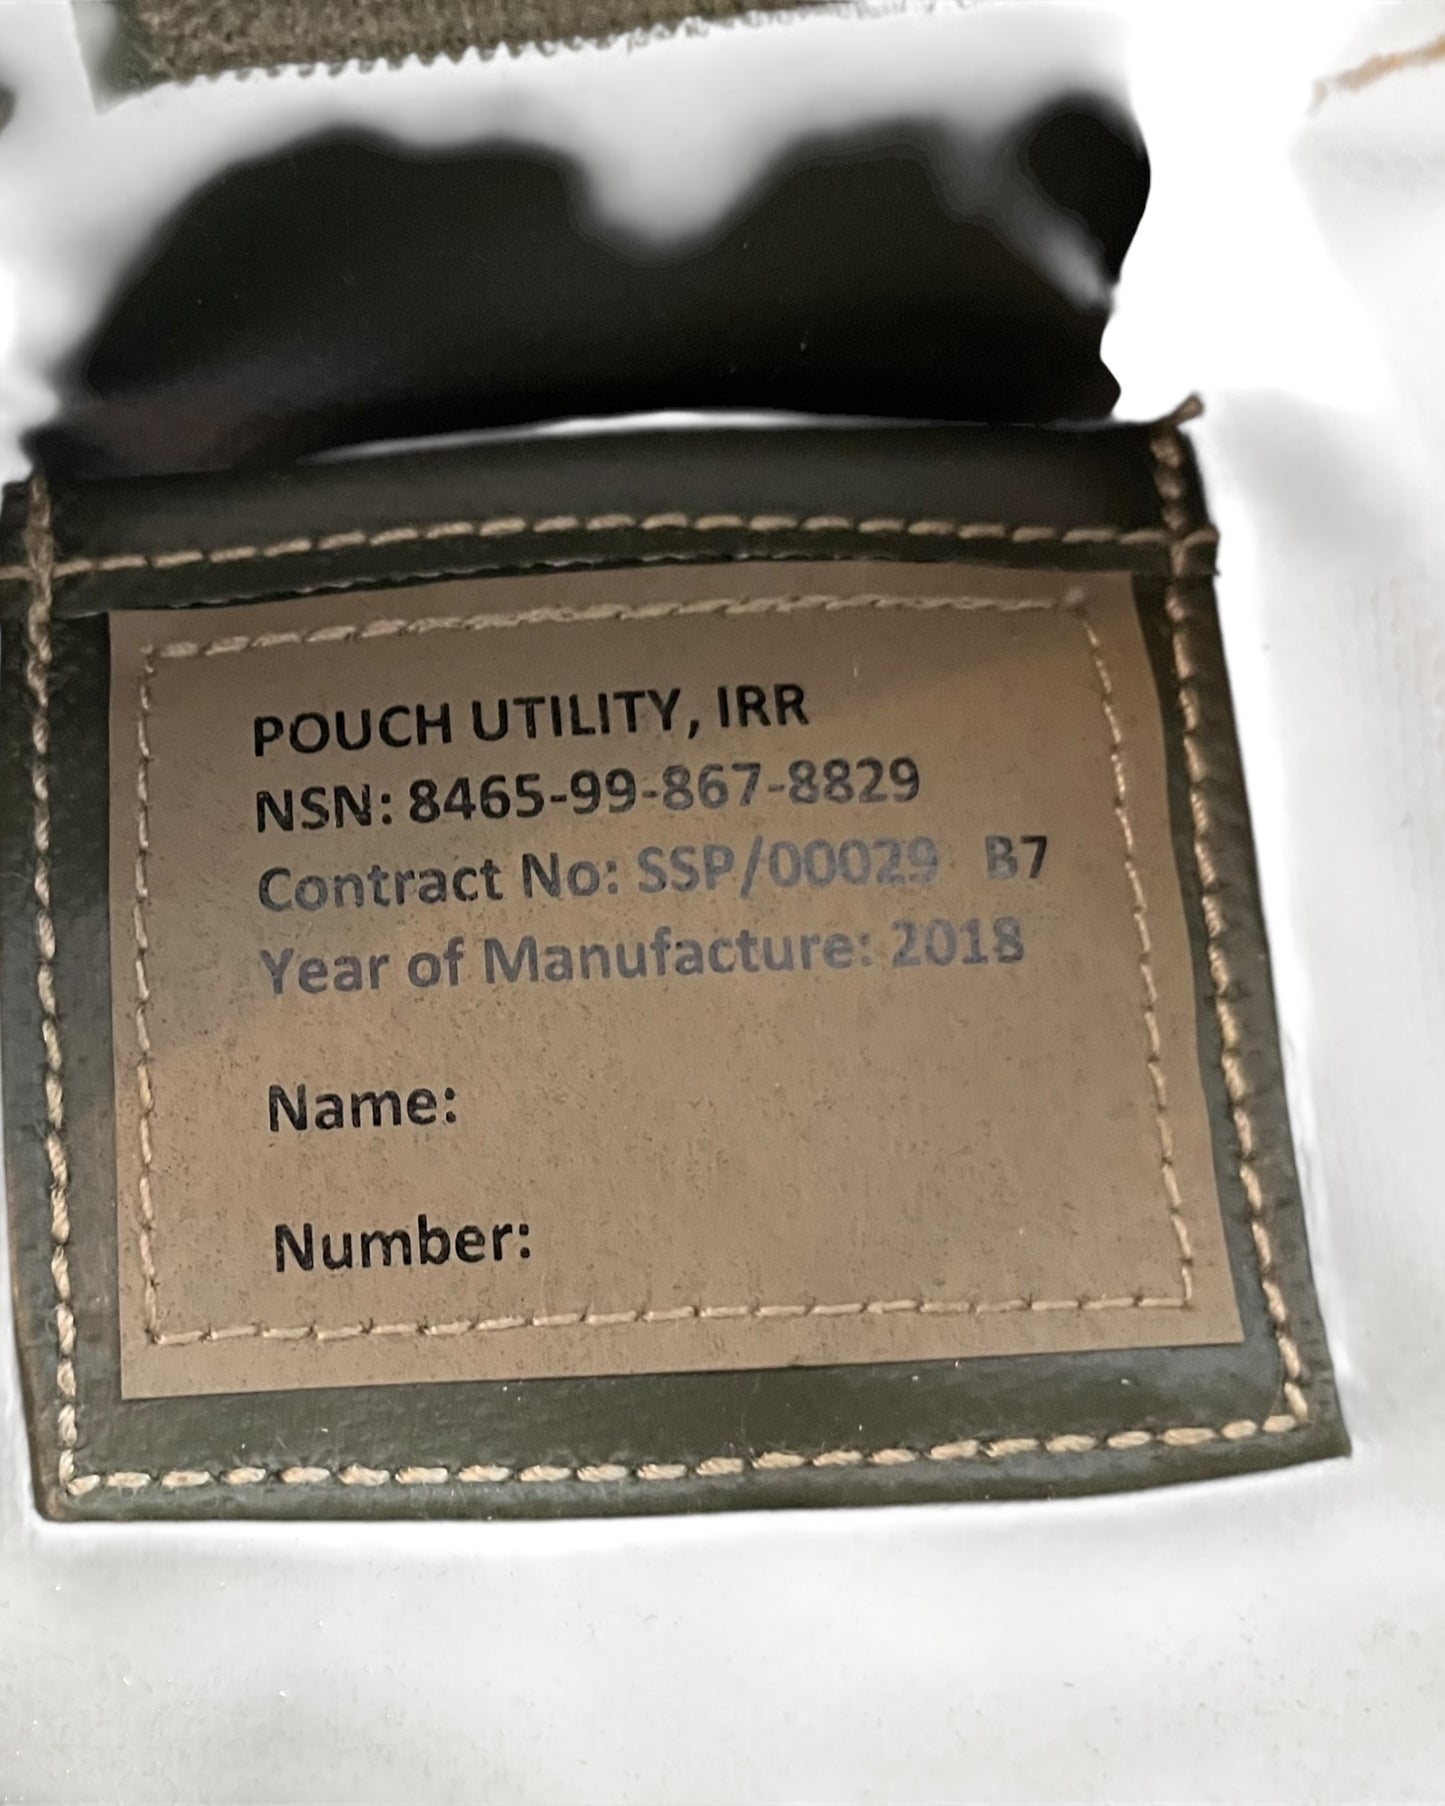 POUCH UTILITY, IRR
NSN: 8465-99-867-8829
Contract No: SSP/00029 B7
Year of Manufacture: 2018
Name:
Number: